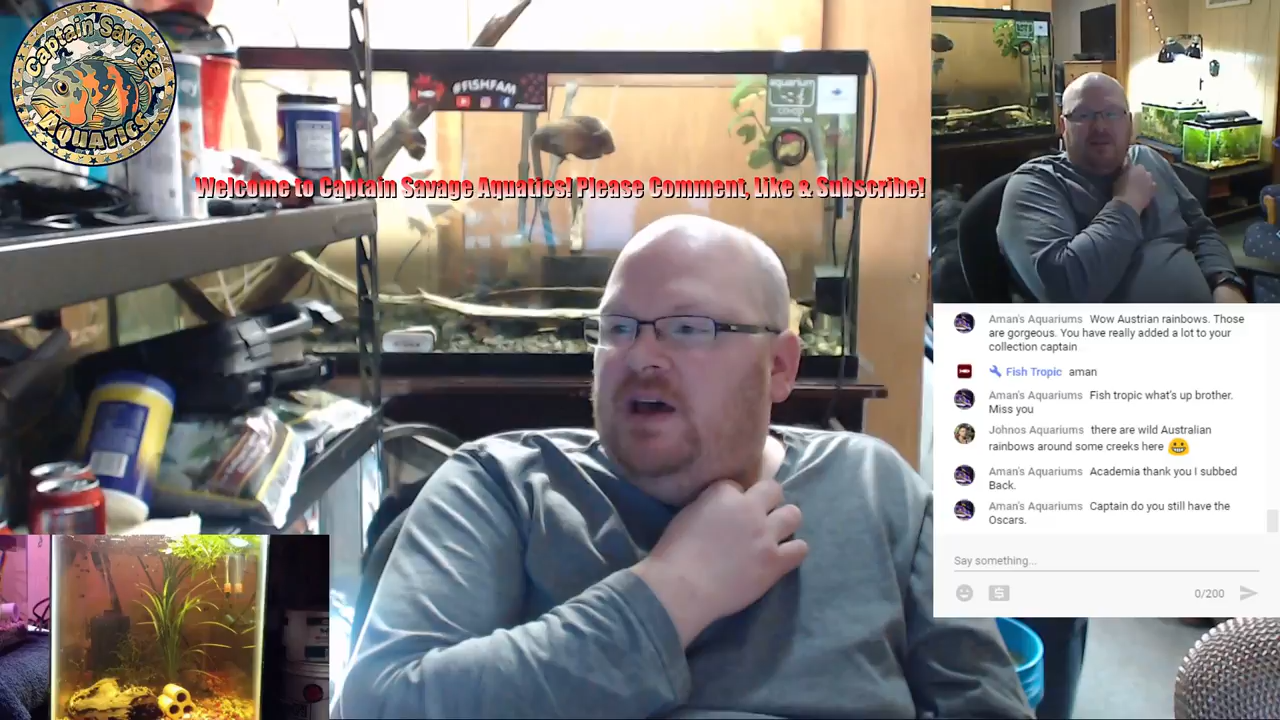 Captain Savage
AQUATICS
#FISHFAM
aquarium
Welcome to Captain Savage Aquatics! Please Comment, Like & Subscribe!
Aman's Aquariums Wow Austrian rainbows. Those
are gorgeous. You have really added a lot to your
collection captain
Fish Tropic aman
Aman's Aquariums Fish tropic what's up brother.
Miss you
Johnos Aquariums there are wild Australian
rainbows around some creeks here
Aman's Aquariums Academia thank you I subbed
Back.
Aman's Aquariums Captain do you still have the
Oscars.
Say something...
0/200